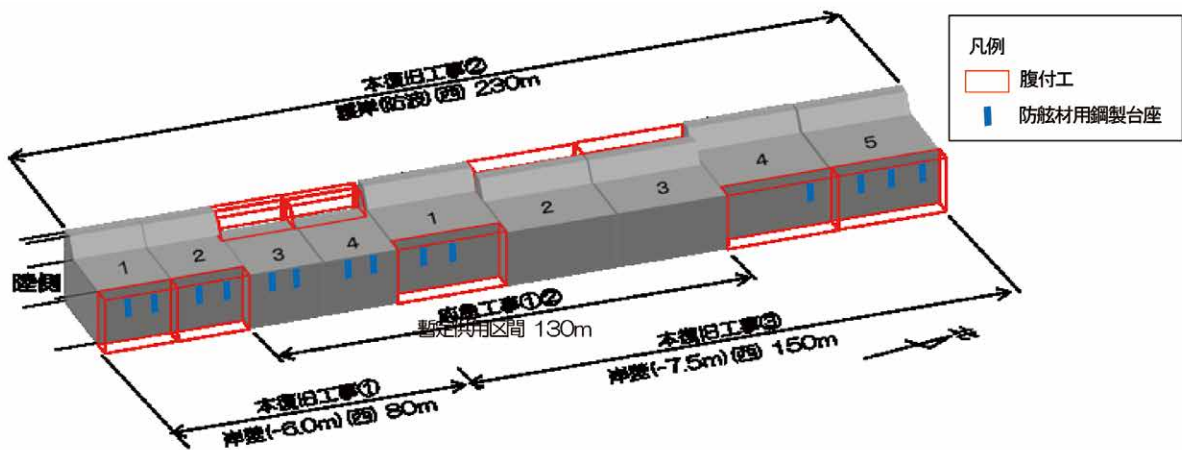 本復旧工事②
護岸(防波)(西) 230m
凡例
腹付工
防舷材用鋼製台座
陸側
1
2
3
4
1
2
3
4
5
応急工事①②
暫定供用区間 130m
本復旧工事③
岸壁(-7.5m)(西) 150m
本復旧工事①
岸壁(-6.0m)(西) 80m